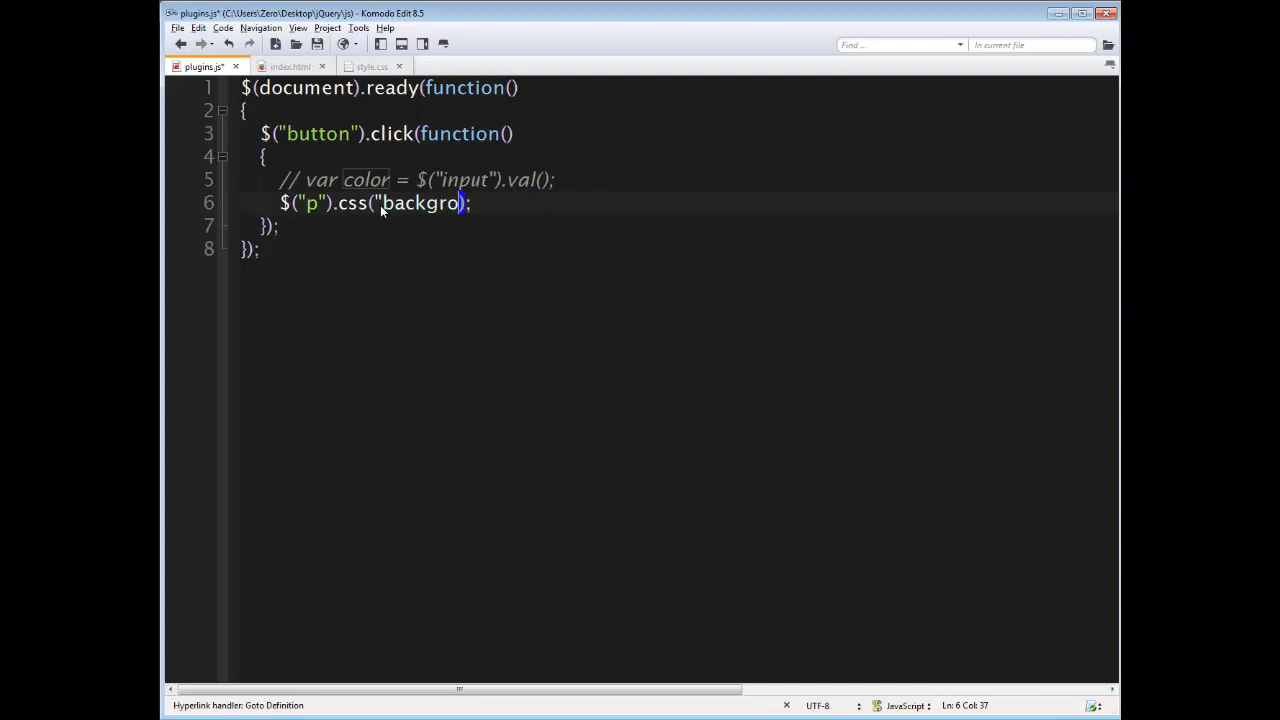 plugins.js* (C:\Users\Zero\Desktop\jQuery\js) - Komodo Edit 8.5
File Edit Code Navigation View Project Tools Help
Find ... In current file
plugins.js* index.html style.css
1 $(document).ready(function()
2 {
3 $("button").click(function()
4 {
5 // var color = $("input").val();
6 $("p").css("backgro);
7 });
8 });
Hyperlink handler: Goto Definition UTF-8 JavaScript Ln: 6 Col: 37